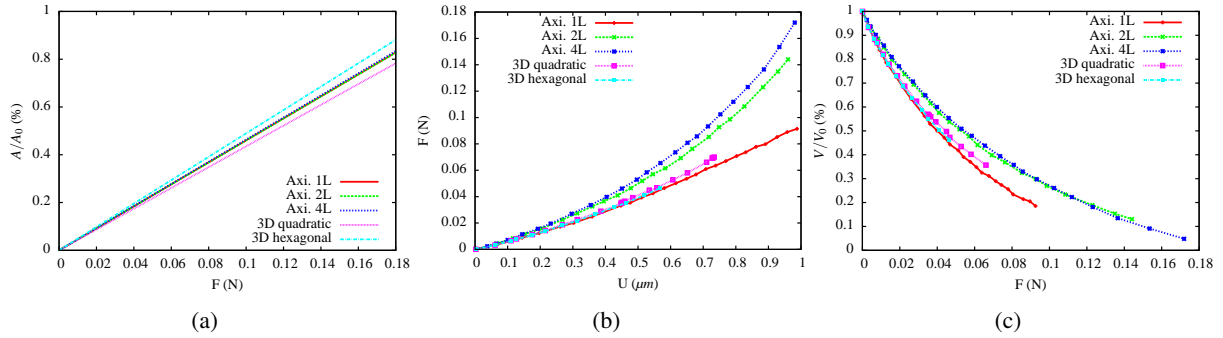 1
0.8
0.6
0.4
0.2
0
A/A₀ (%)
0 0.02 0.04 0.06 0.08 0.1 0.12 0.14 0.16 0.18
F (N)
Axi. 1L
Axi. 2L
Axi. 4L
3D quadratic
3D hexagonal
(a)
0.18
0.16
0.14
0.12
0.1
0.08
0.06
0.04
0.02
0
F (N)
0 0.1 0.2 0.3 0.4 0.5 0.6 0.7 0.8 0.9 1
U (μm)
Axi. 1L
Axi. 2L
Axi. 4L
3D quadratic
3D hexagonal
(b)
1
0.9
0.8
0.7
0.6
0.5
0.4
0.3
0.2
0.1
0
V/V₀ (%)
0 0.02 0.04 0.06 0.08 0.1 0.12 0.14 0.16 0.18
F (N)
Axi. 1L
Axi. 2L
Axi. 4L
3D quadratic
3D hexagonal
(c)